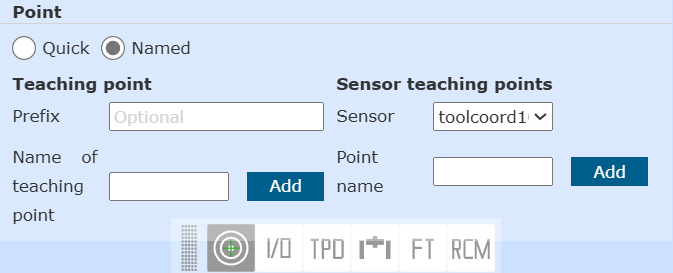 Point
Quick Named
Teaching point Sensor teaching points
Prefix Optional Sensor toolcoord1
Name of teaching point Add Point name Add
I/O TPD FT RCM